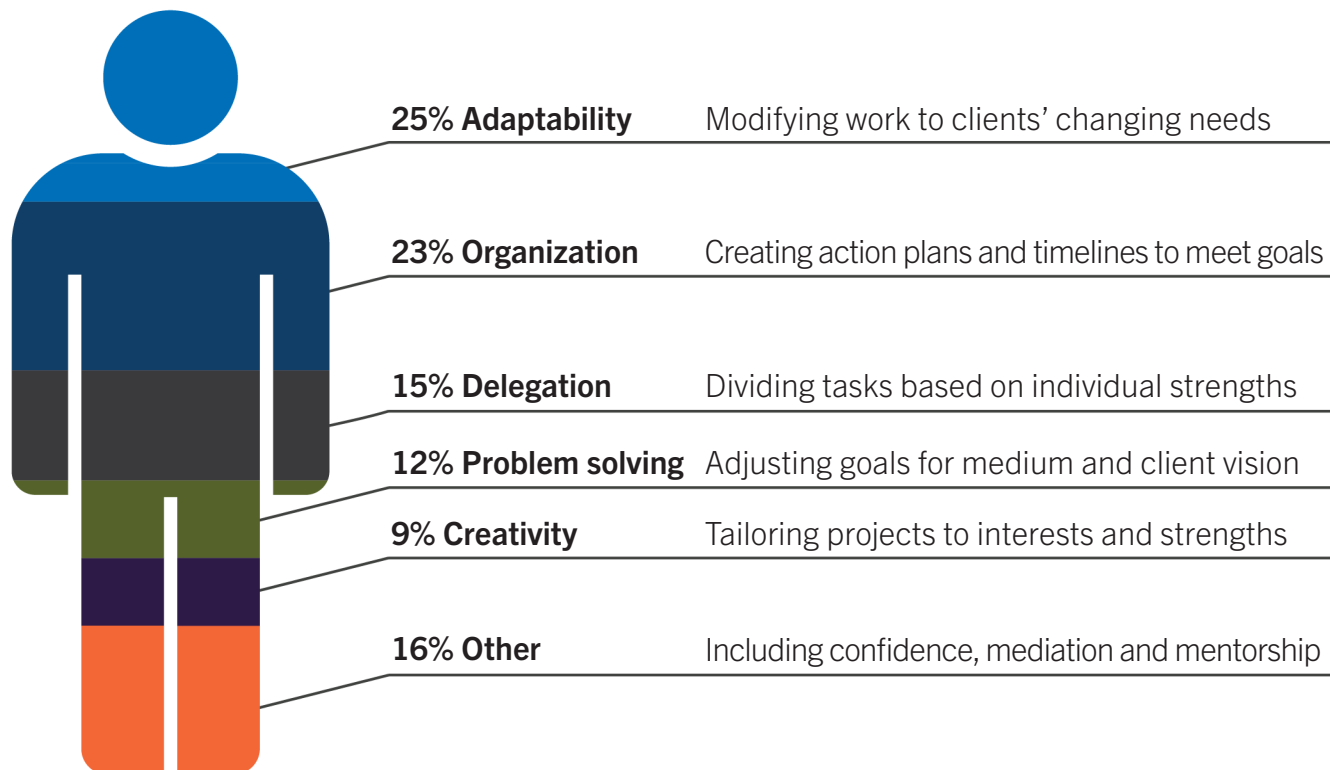 25% Adaptability Modifying work to clients’ changing needs
23% Organization Creating action plans and timelines to meet goals
15% Delegation Dividing tasks based on individual strengths
12% Problem solving Adjusting goals for medium and client vision
9% Creativity Tailoring projects to interests and strengths
16% Other Including confidence, mediation and mentorship